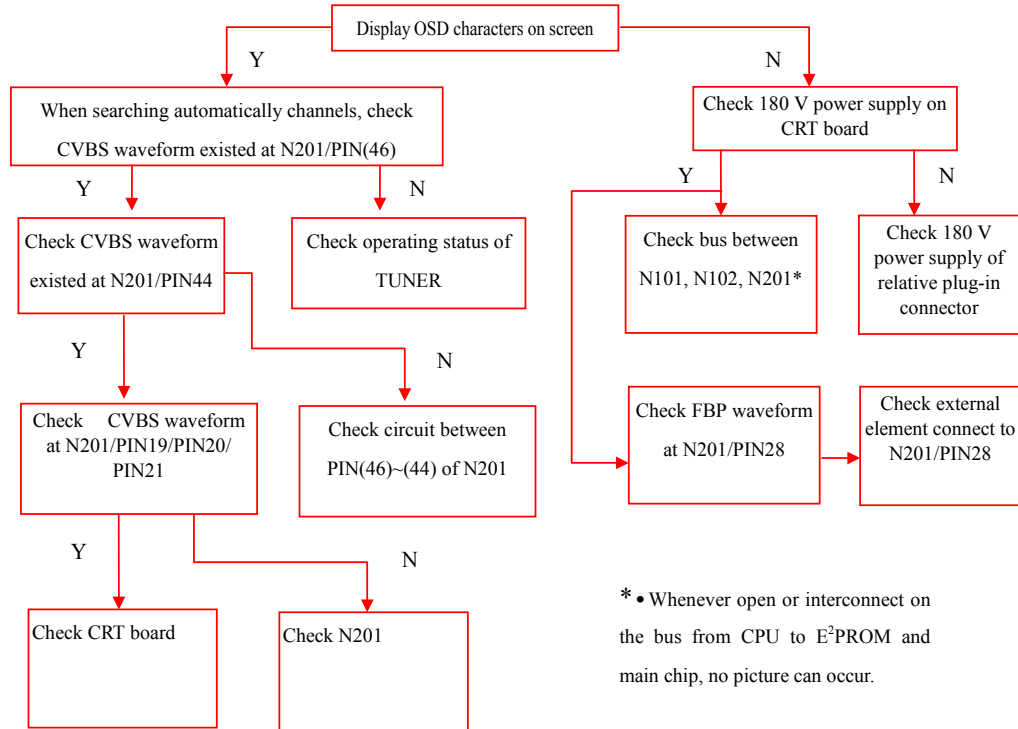 Display OSD characters on screen
Y
N
When searching automatically channels, check
CVBS waveform existed at N201/PIN(46)
Check 180 V power supply on
CRT board
Y
N
Y
N
Check CVBS waveform
existed at N201/PIN44
Check operating status of
TUNER
Check bus between
N101, N102, N201*
Check 180 V
power supply of
relative plug-in
connector
Y
N
Check CVBS waveform
at N201/PIN19/PIN20/
PIN21
Check circuit between
PIN(46)~(44) of N201
Check FBP waveform
at N201/PIN28
Check external
element connect to
N201/PIN28
Y
N
Check CRT board
Check N201
*• Whenever open or interconnect on
the bus from CPU to E²PROM and
main chip, no picture can occur.